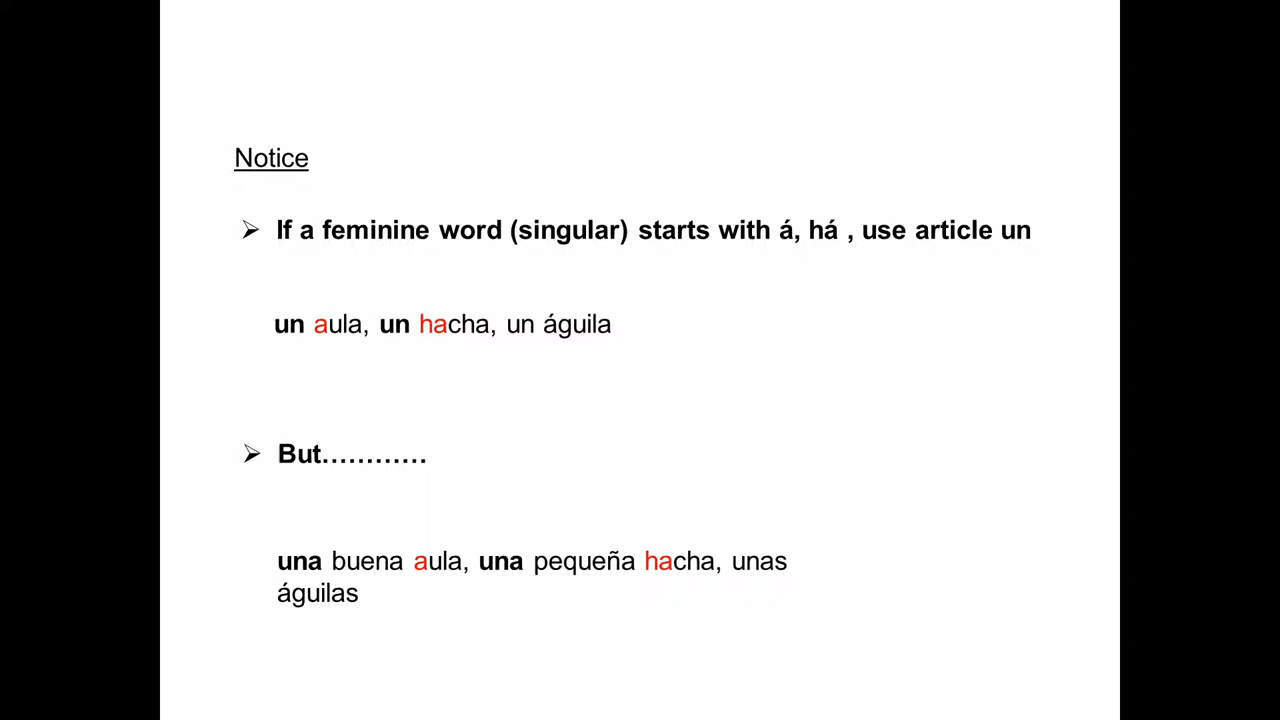 Notice
➢ If a feminine word (singular) starts with á, há , use article un
un aula, un hacha, un águila
➢ But…………
una buena aula, una pequeña hacha, unas
águilas